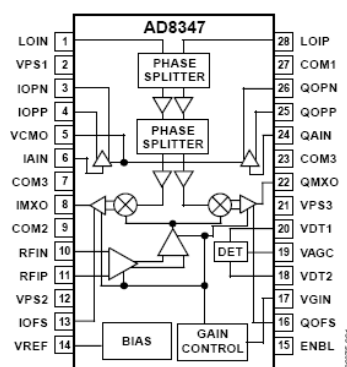 AD8347
LOIN 1
28 LOIP
VPS1 2
27 COM1
IOPN 3
26 QOPN
IOPP 4
25 QOPP
VCMO 5
24 QAIN
IAIN 6
23 COM3
COM3 7
22 QMXO
IMXO 8
21 VPS3
COM2 9
20 VDT1
RFIN 10
19 VAGC
RFIP 11
18 VDT2
VPS2 12
17 VGIN
IOFS 13
16 QOFS
VREF 14
15 ENBL
PHASE
SPLITTER
PHASE
SPLITTER
DET
BIAS
GAIN
CONTROL